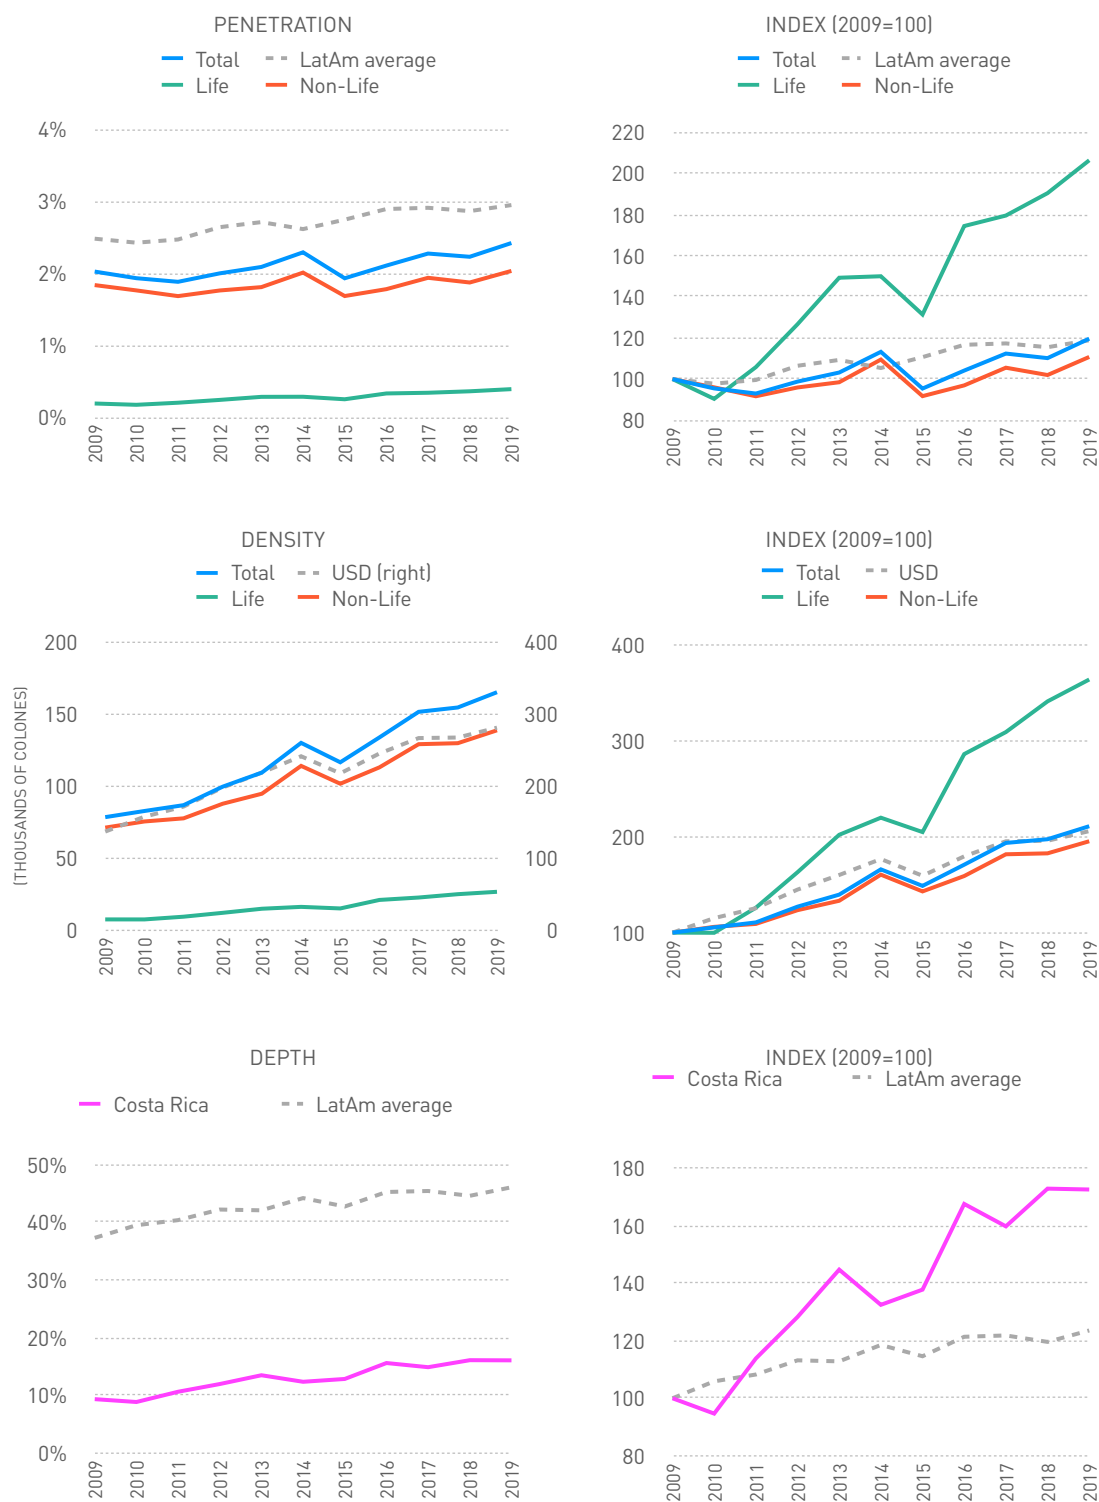 PENETRATION
Total LatAm average
Life Non-Life
4%
3%
2%
1%
0%
2009 2010 2011 2012 2013 2014 2015 2016 2017 2018 2019
INDEX (2009=100)
Total LatAm average
Life Non-Life
220
200
180
160
140
120
100
80
2009 2010 2011 2012 2013 2014 2015 2016 2017 2018 2019
DENSITY
Total USD (right)
Life Non-Life
(THOUSANDS OF COLONES)
200 400
150 300
100 200
50 100
0 0
2009 2010 2011 2012 2013 2014 2015 2016 2017 2018 2019
INDEX (2009=100)
Total USD
Life Non-Life
400
300
200
100
2009 2010 2011 2012 2013 2014 2015 2016 2017 2018 2019
DEPTH
Costa Rica LatAm average
50%
40%
30%
20%
10%
0%
2009 2010 2011 2012 2013 2014 2015 2016 2017 2018 2019
INDEX (2009=100)
Costa Rica LatAm average
180
160
140
120
100
80
2009 2010 2011 2012 2013 2014 2015 2016 2017 2018 2019